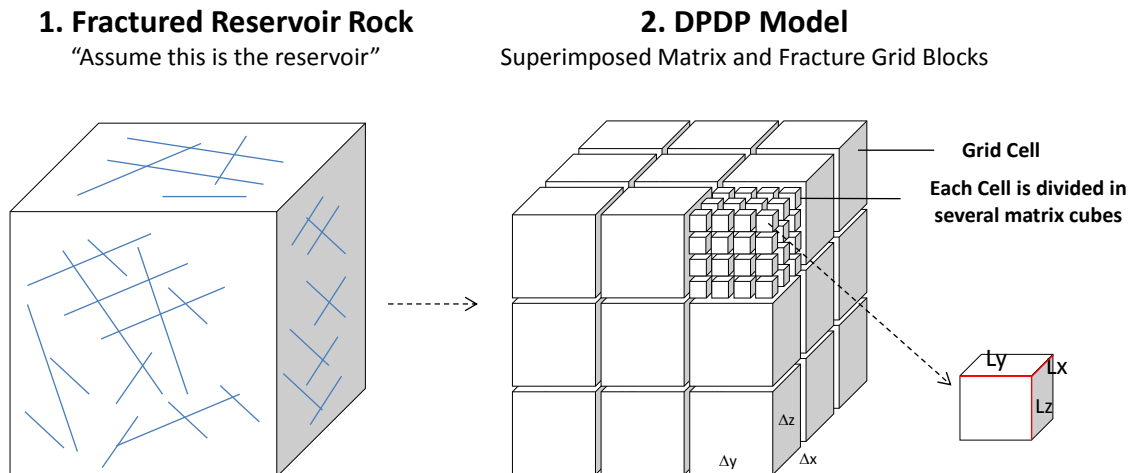 1. Fractured Reservoir Rock
“Assume this is the reservoir”
2. DPDP Model
Superimposed Matrix and Fracture Grid Blocks
Grid Cell
Each Cell is divided in
several matrix cubes
Ly
Lx
Lz
Δz
Δy
Δx